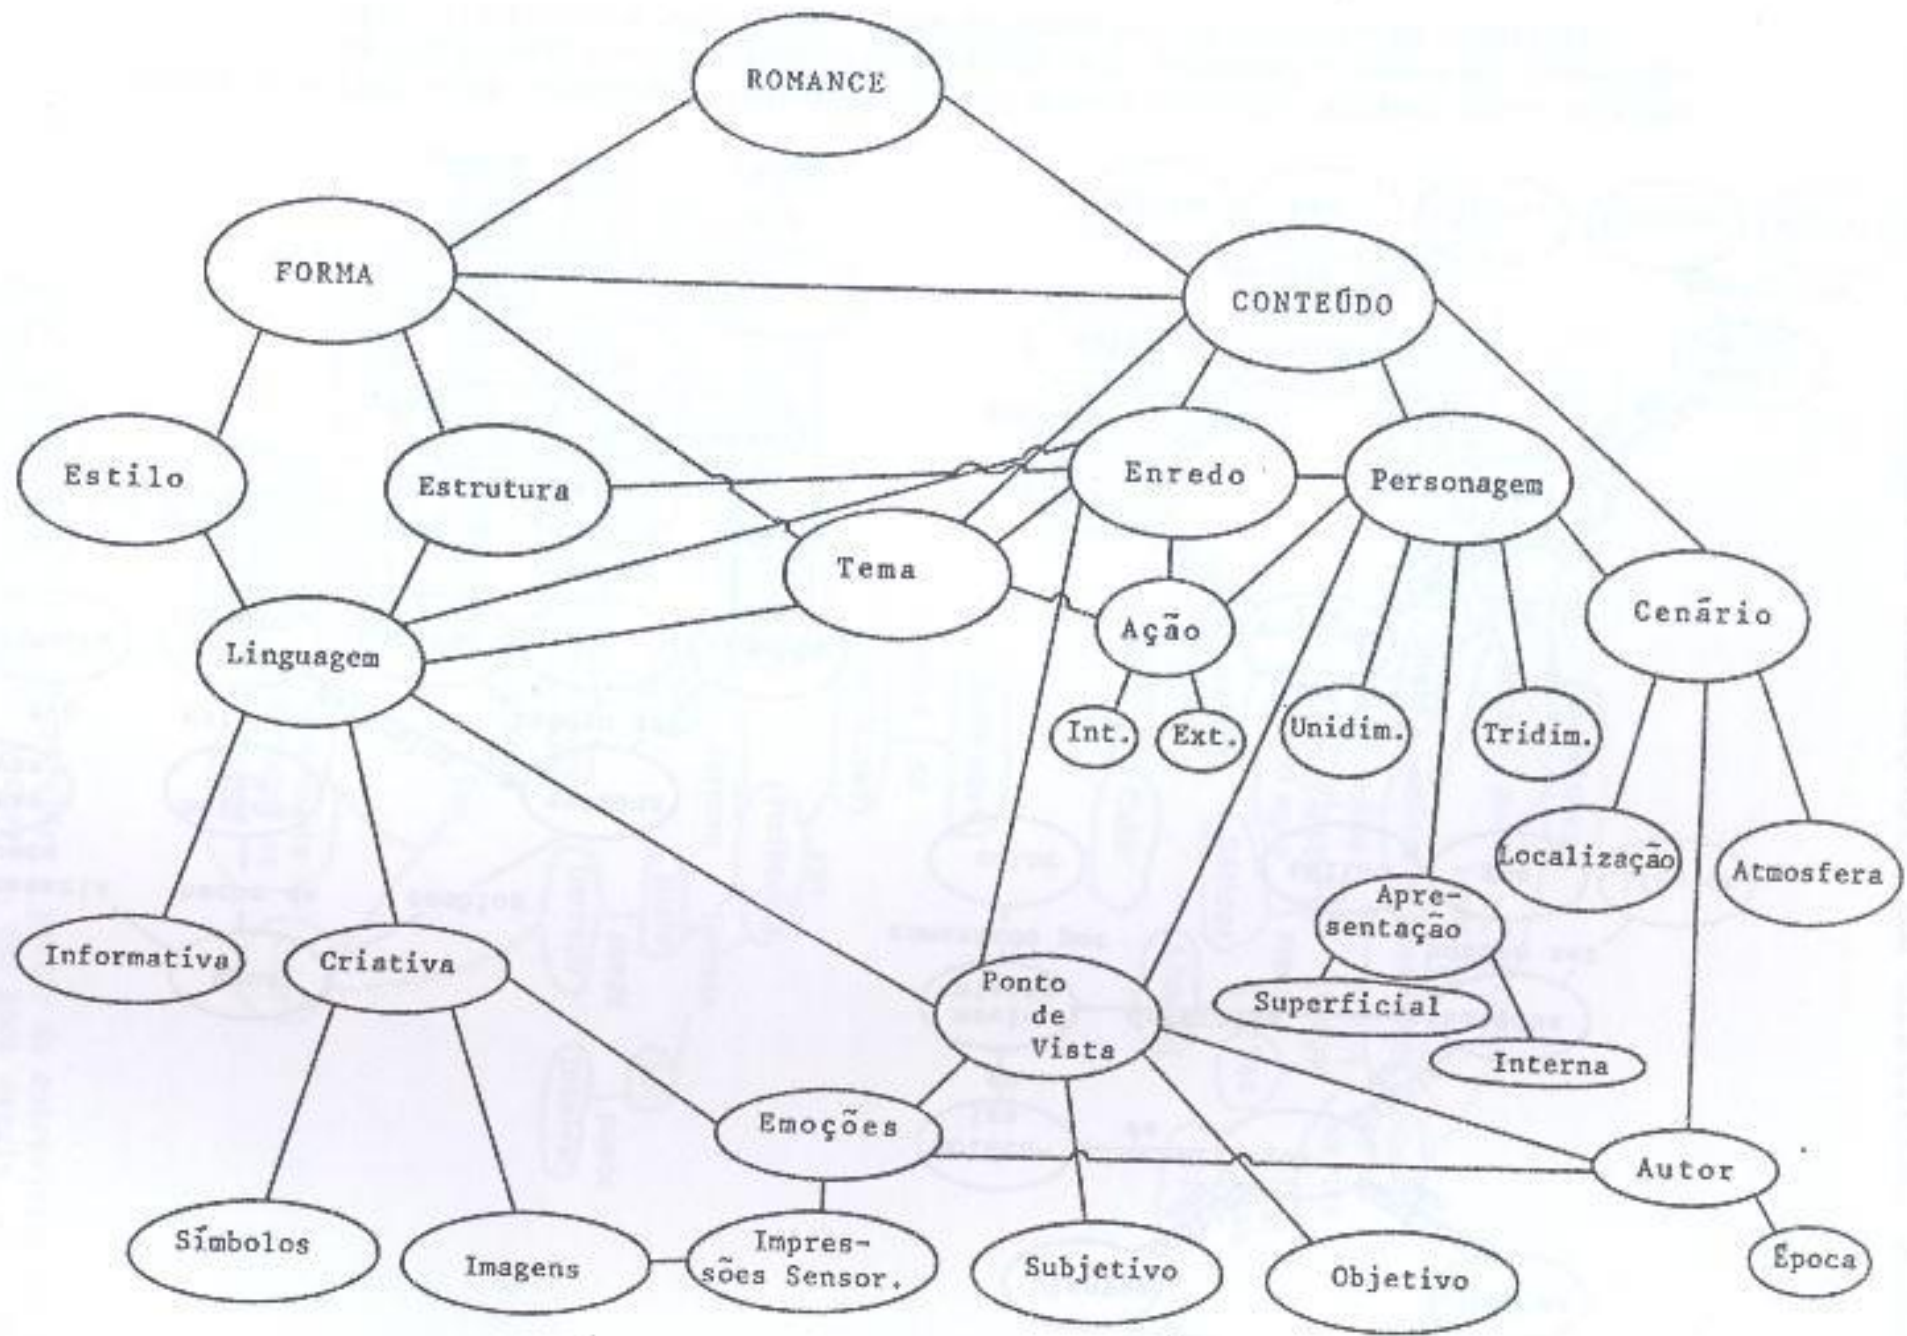 ROMANCE
FORMA
CONTEÚDO
Estilo
Estrutura
Enredo
Personagem
Tema
Ação
Cenário
Linguagem
Int.
Ext.
Unidim.
Tridim.
Localização
Atmosfera
Apre-
sentação
Informativa
Criativa
Ponto
de
Vista
Superficial
Interna
Emoções
Autor
Símbolos
Imagens
Impres-
sões Sensor.
Subjetivo
Objetivo
Época